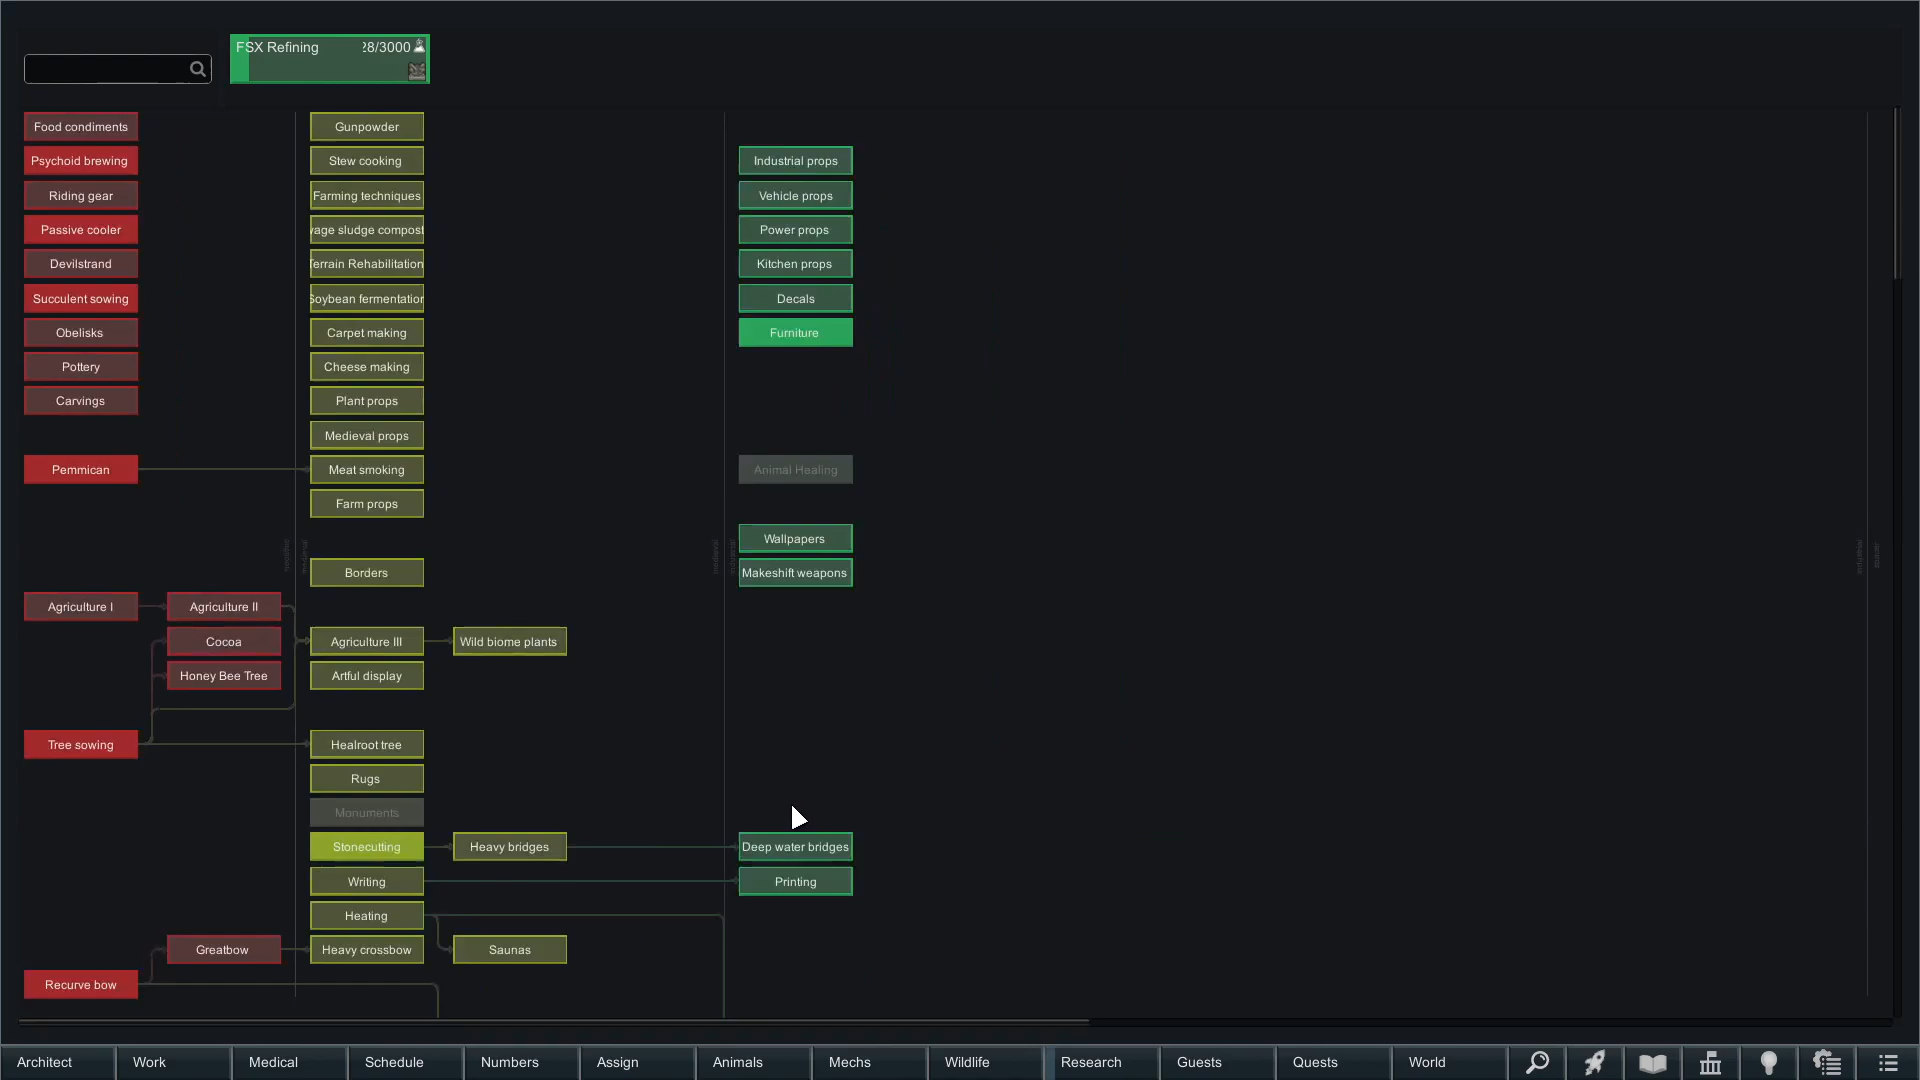 FSX Refining 28/3000
Food condiments
Gunpowder
Psychoid brewing
Stew cooking
Industrial props
Riding gear
Farming techniques
Vehicle props
Passive cooler
vage sludge compost
Power props
Devilstrand
Terrain Rehabilitation
Kitchen props
Succulent sowing
Soybean fermentation
Decals
Obelisks
Carpet making
Furniture
Pottery
Cheese making
Carvings
Plant props
Medieval props
Pemmican
Meat smoking
Animal Healing
Farm props
Wallpapers
Borders
Makeshift weapons
Agriculture I
Agriculture II
Cocoa
Agriculture III
Wild biome plants
Honey Bee Tree
Artful display
Tree sowing
Healroot tree
Rugs
Monuments
Stonecutting
Heavy bridges
Deep water bridges
Writing
Printing
Heating
Greatbow
Heavy crossbow
Saunas
Recurve bow
Architect
Work
Medical
Schedule
Numbers
Assign
Animals
Mechs
Wildlife
Research
Guests
Quests
World